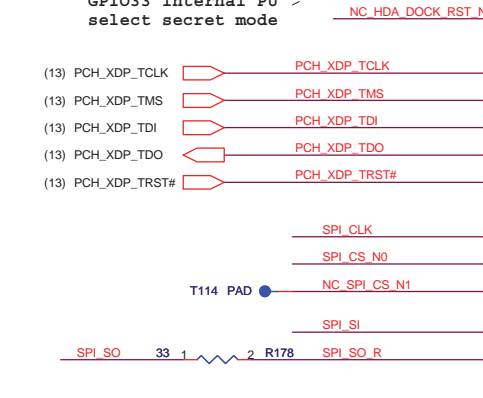 GPIO33 internal PU >
select secret mode
NC_HDA_DOCK_RST_N
(13) PCH_XDP_TCLK PCH_XDP_TCLK
(13) PCH_XDP_TMS PCH_XDP_TMS
(13) PCH_XDP_TDI PCH_XDP_TDI
(13) PCH_XDP_TDO PCH_XDP_TDO
(13) PCH_XDP_TRST# PCH_XDP_TRST#
SPI_CLK
SPI_CS_N0
T114 PAD NC_SPI_CS_N1
SPI_SI
SPI_SO 33 1 2 R178 SPI_SO_R